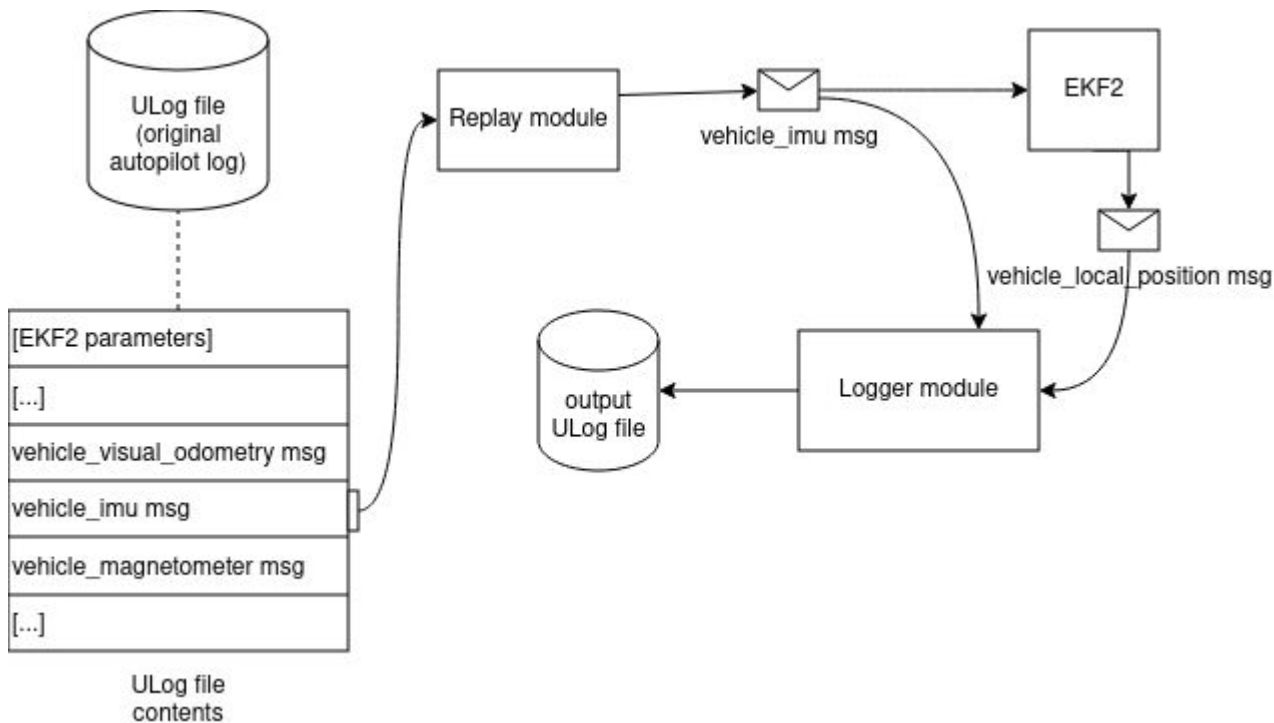 ULog file
(original
autopilot log)
Replay module
vehicle_imu msg
EKF2
vehicle_local_position msg
[EKF2 parameters]
[...]
vehicle_visual_odometry msg
vehicle_imu msg
vehicle_magnetometer msg
[...]
output
ULog file
Logger module
ULog file
contents